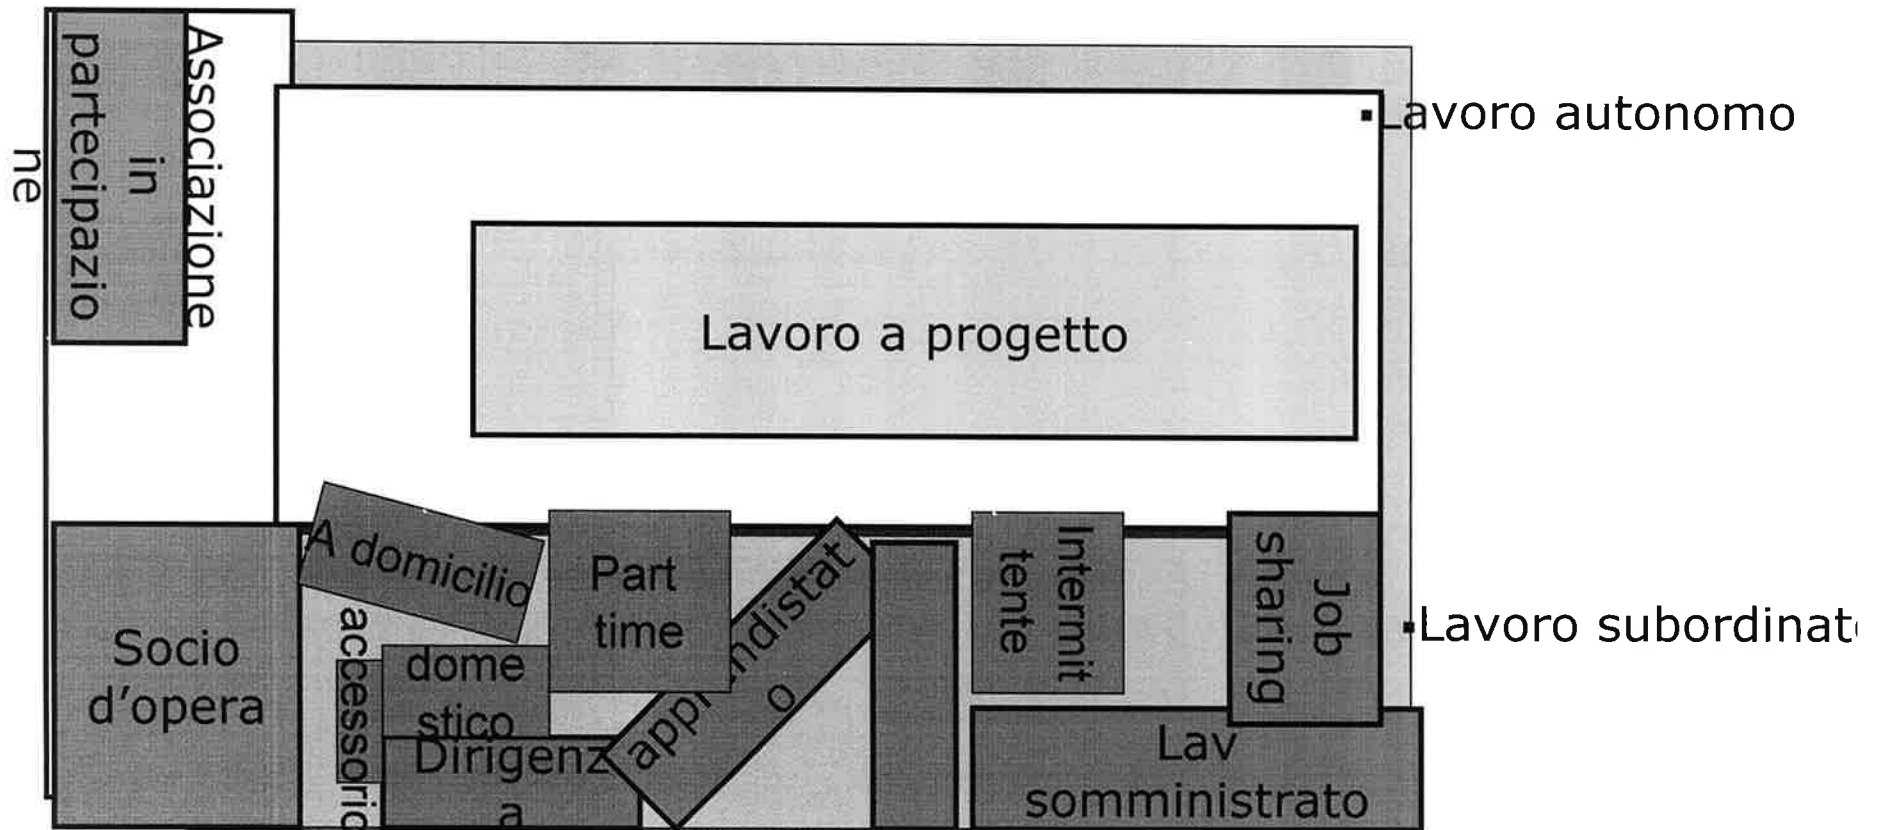 Associazione
in
partecipazio
ne
Lavoro autonomo
Lavoro a progetto
A domicilio
Part
time
apprendistat
o
Intermit
tente
Job
sharing
Lavoro subordinat
Socio
d'opera
accessorio
dome
stico
Dirigenz
a
Lav
somministrato